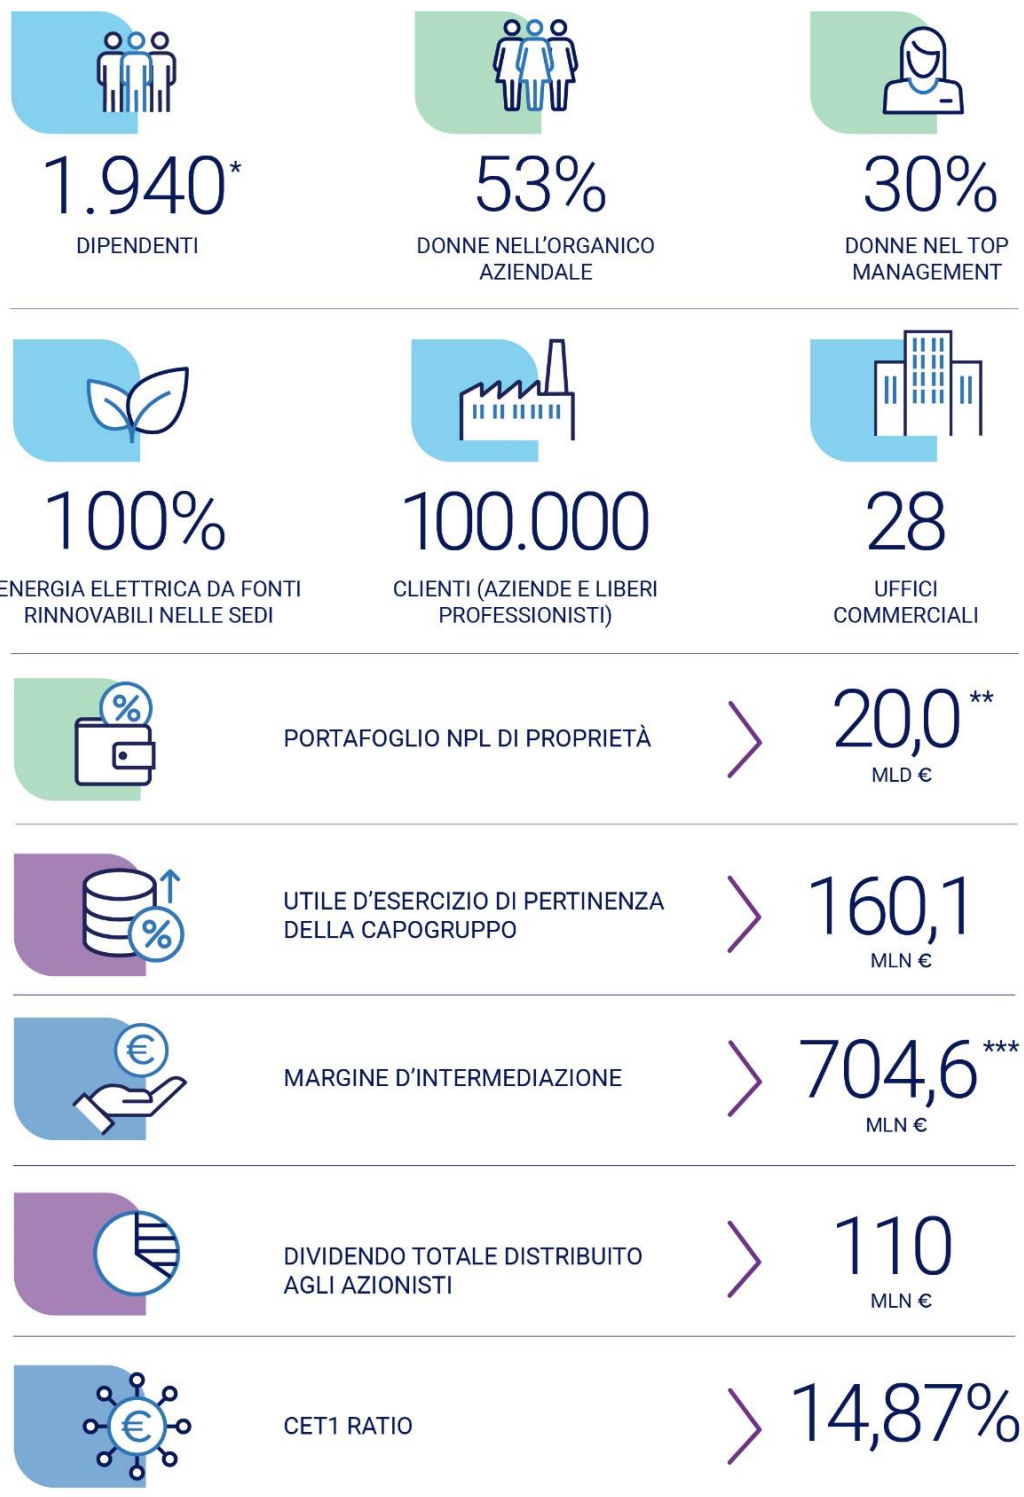 1.940*
DIPENDENTI
53%
DONNE NELL'ORGANICO
AZIENDALE
30%
DONNE NEL TOP
MANAGEMENT
100%
ENERGIA ELETTRICA DA FONTI
RINNOVABILI NELLE SEDI
100.000
CLIENTI (AZIENDE E LIBERI
PROFESSIONISTI)
28
UFFICI
COMMERCIALI
%
PORTAFOGLIO NPL DI PROPRIETÀ
20,0**
MLD €
%
UTILE D'ESERCIZIO DI PERTINENZA
DELLA CAPOGRUPPO
160,1
MLN €
€
MARGINE D'INTERMEDIAZIONE
704,6***
MLN €
DIVIDENDO TOTALE DISTRIBUITO
AGLI AZIONISTI
110
MLN €
€
CET1 RATIO
14,87%